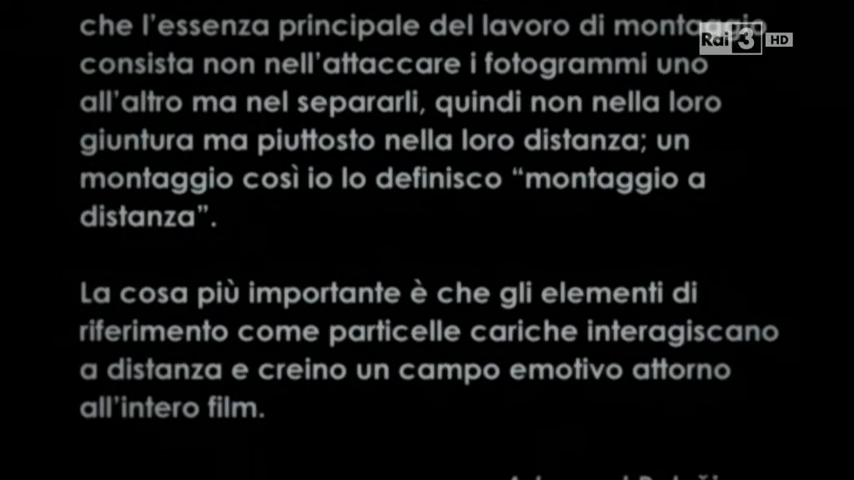 che l'essenza principale del lavoro di montaggio
Rai 3 HD
consista non nell'attaccare i fotogrammi uno
all'altro ma nel separarli, quindi non nella loro
giuntura ma piuttosto nella loro distanza; un
montaggio così io lo definisco “montaggio a
distanza”.
La cosa più importante è che gli elementi di
riferimento come particelle cariche interagiscano
a distanza e creino un campo emotivo attorno
all'intero film.